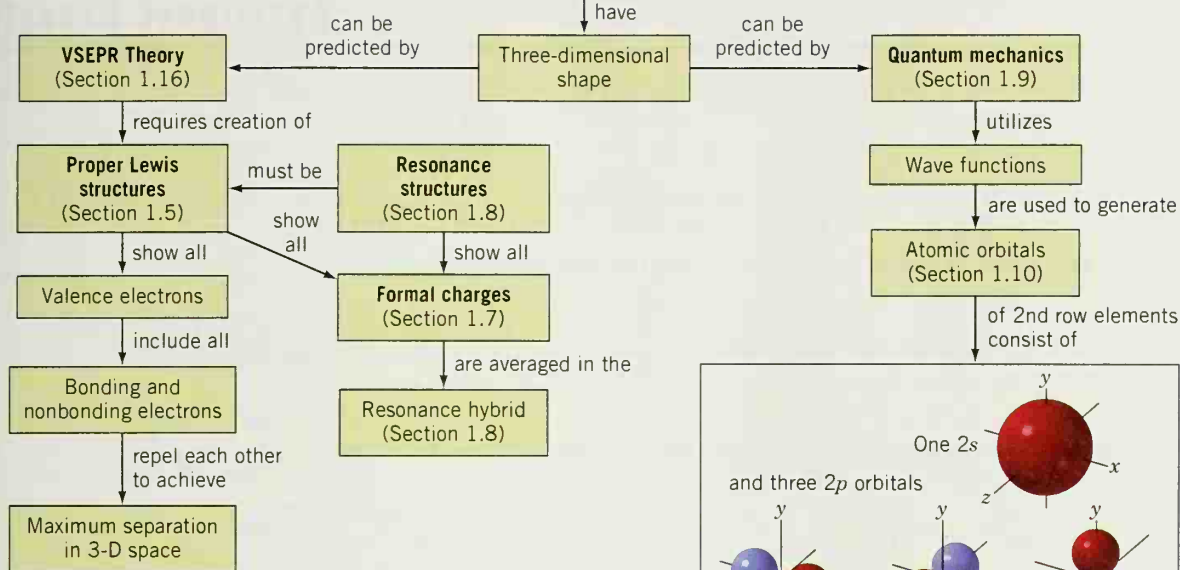 have
can be
predicted by
can be
predicted by
VSEPR Theory
(Section 1.16)
Three-dimensional
shape
Quantum mechanics
(Section 1.9)
requires creation of
utilizes
Proper Lewis
structures
(Section 1.5)
must be
Resonance
structures
(Section 1.8)
Wave functions
show
all
are used to generate
show all
show all
Atomic orbitals
(Section 1.10)
Valence electrons
Formal charges
(Section 1.7)
include all
of 2nd row elements
consist of
are averaged in the
Bonding and
nonbonding electrons
Resonance hybrid
(Section 1.8)
y
One 2s
x
z
repel each other
to achieve
and three 2p orbitals
Maximum separation
in 3-D space
y
y
y